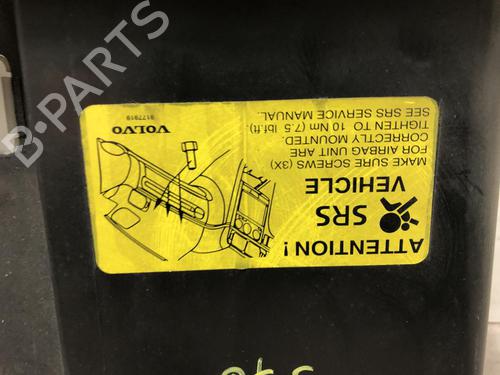 ATTENTION !
SRS
VEHICLE
MAKE SURE SCREWS (3X)
FOR AIRBAG UNIT ARE
CORRECTLY MOUNTED.
TIGHTEN TO 10 Nm (7.5 lbf.ft)
SEE SRS SERVICE MANUAL.
VOLVO
9177919
B-PARTS